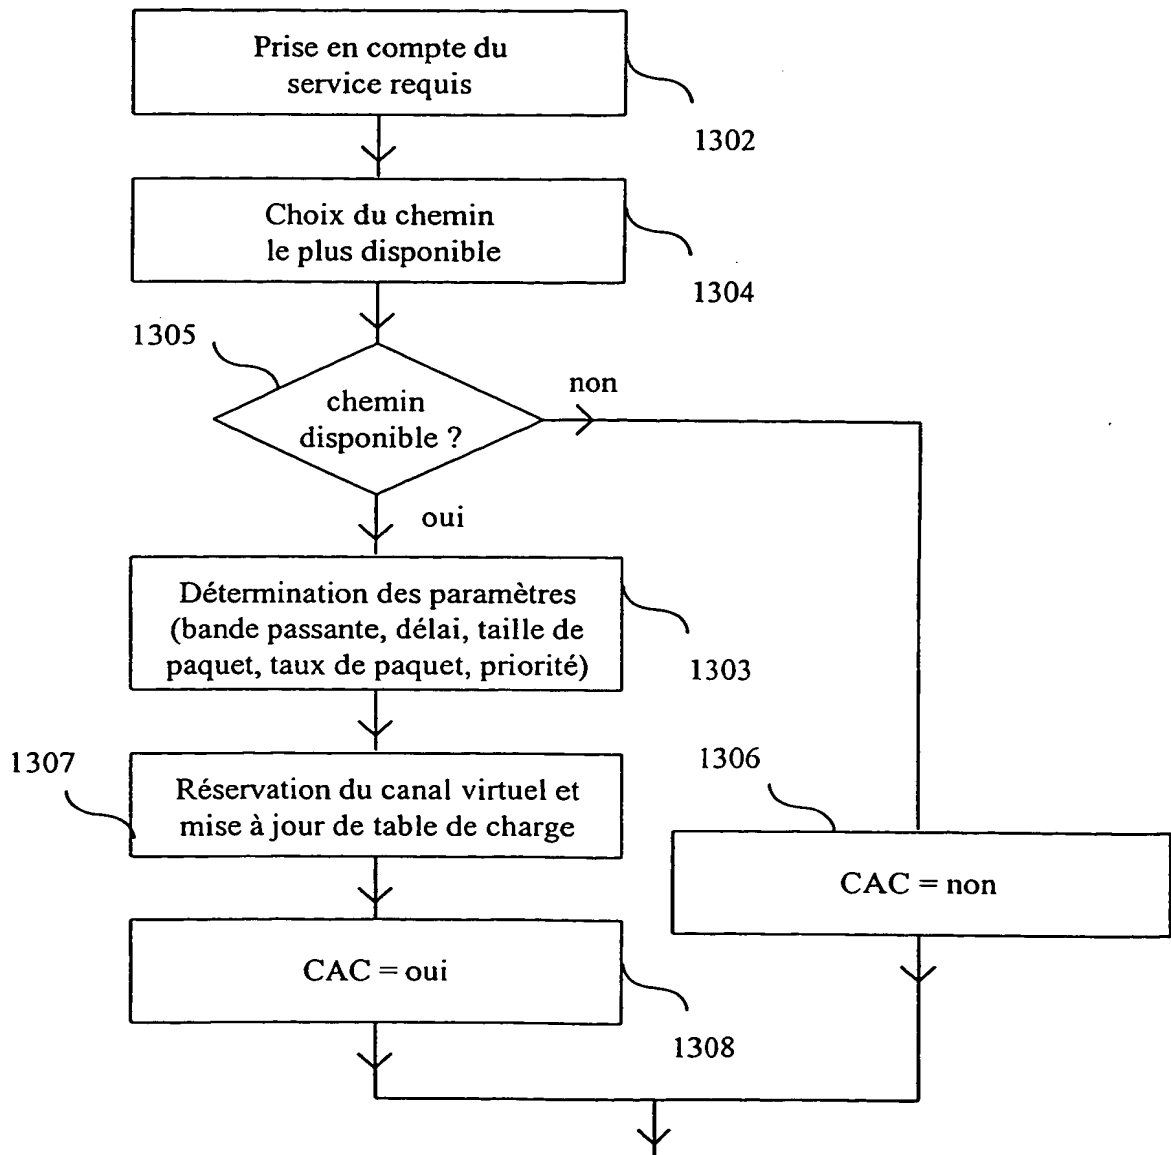 Prise en compte du
service requis
1302
Choix du chemin
le plus disponible
1304
1305
chemin
disponible ?
non
oui
Détermination des paramètres
(bande passante, délai, taille de
paquet, taux de paquet, priorité)
1303
1307
Réservation du canal virtuel et
mise à jour de table de charge
1306
CAC = non
CAC = oui
1308